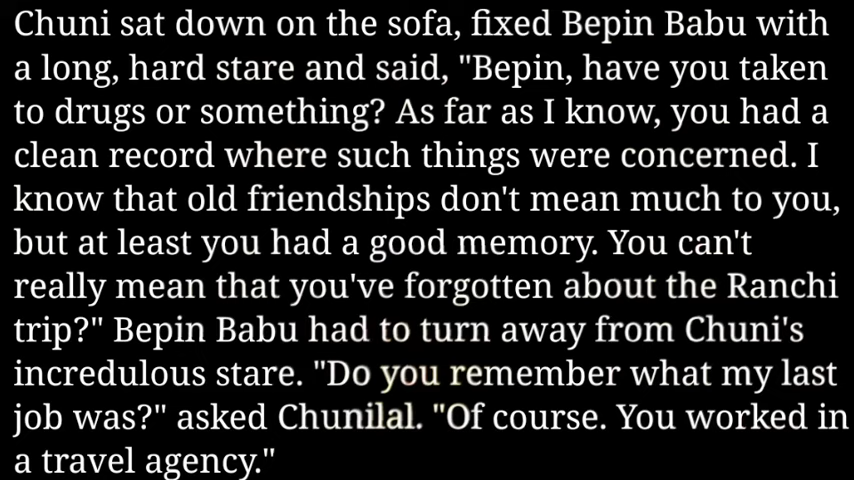 Chuni sat down on the sofa, fixed Bepin Babu with
a long, hard stare and said, "Bepin, have you taken
to drugs or something? As far as I know, you had a
clean record where such things were concerned. I
know that old friendships don't mean much to you,
but at least you had a good memory. You can't
really mean that you've forgotten about the Ranchi
trip?" Bepin Babu had to turn away from Chuni's
incredulous stare. "Do you remember what my last
job was?" asked Chunilal. "Of course. You worked in
a travel agency."